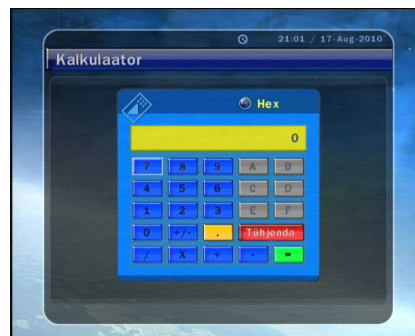 21:01 / 17-Aug-2010
Kalkulaator
Hex
0
7 8 9 A B
4 5 6 C D
1 2 3 E F
0 +/- . Tühjenda
/ X + - =